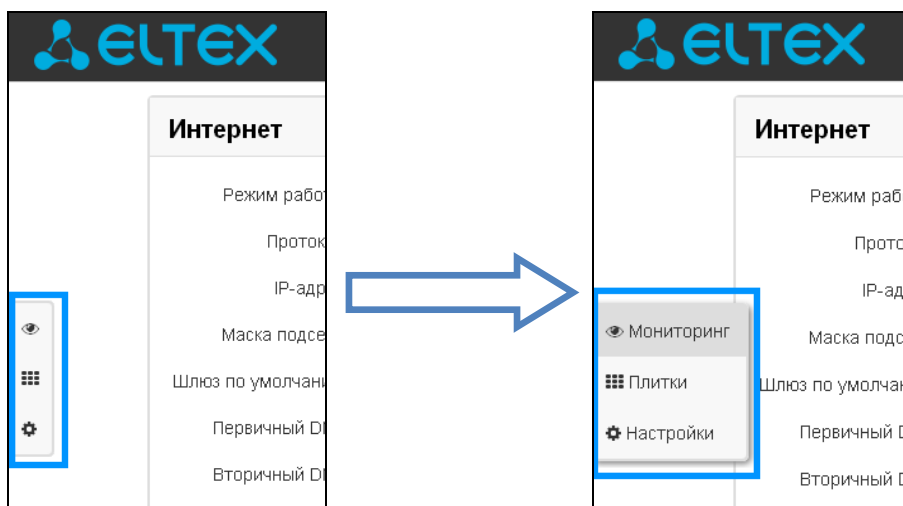 ELTEX
Интернет
Режим рабо
Проток
IP-адр
Маска подсе
Шлюз по умолчани
Первичный D
Вторичный D
ELTEX
Интернет
Режим раб
Прото
IP-ад
Мониторинг
Маска подс
Плитки
Шлюз по умолчан
Настройки
Первичный
Вторичный